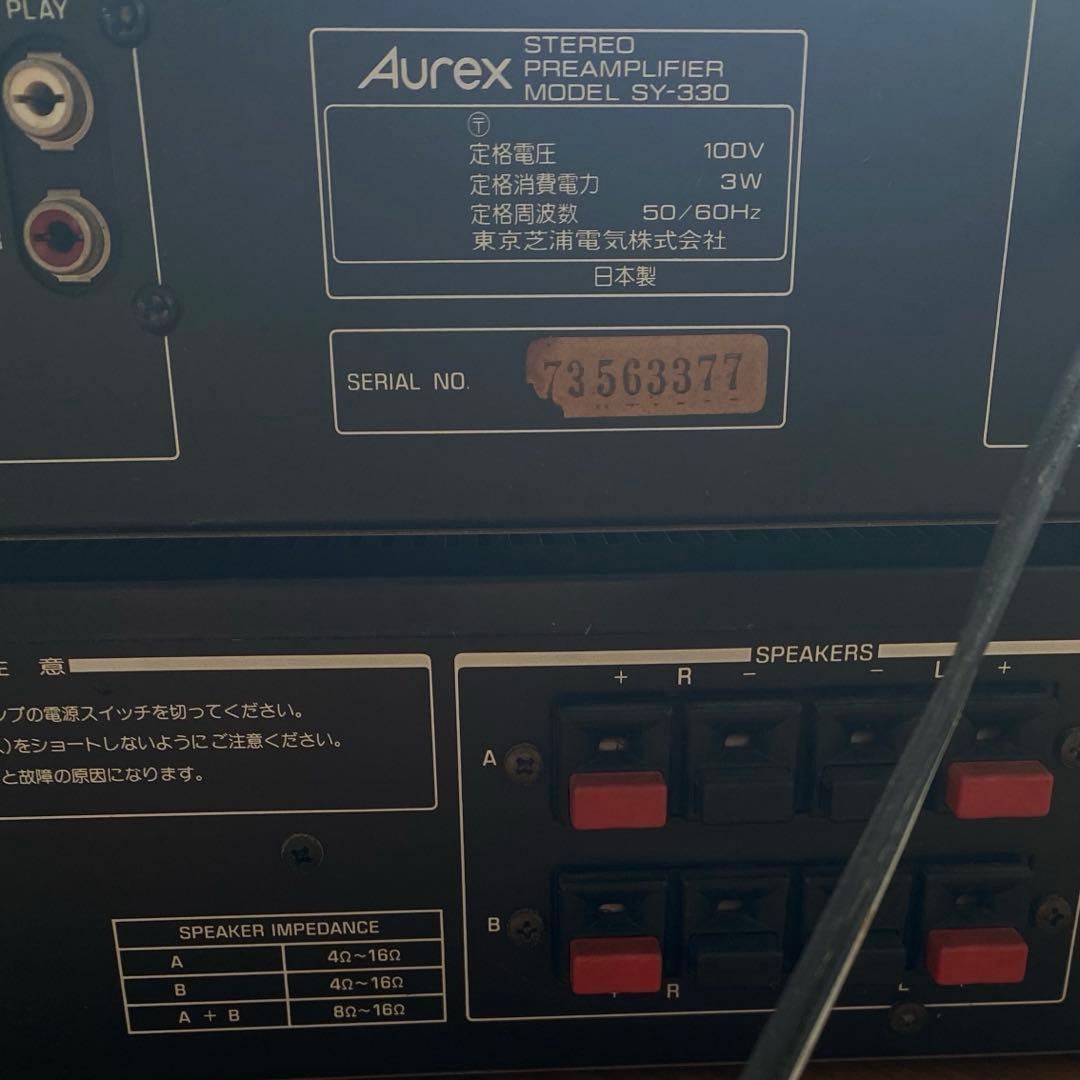 PLAY
Aurex
STEREO
PREAMPLIFIER
MODEL SY-330
〒
定格電圧 100V
定格消費電力 3W
定格周波数 50/60Hz
東京芝浦電気株式会社
日本製
SERIAL NO. 73563377
意
プの電源スイッチを切ってください。
)をショートしないようにご注意ください。
と故障の原因になります。
SPEAKERS
+ R − − L +
A
B
+ R L
SPEAKER IMPEDANCE
A 4Ω~16Ω
B 4Ω~16Ω
A + B 8Ω~16Ω